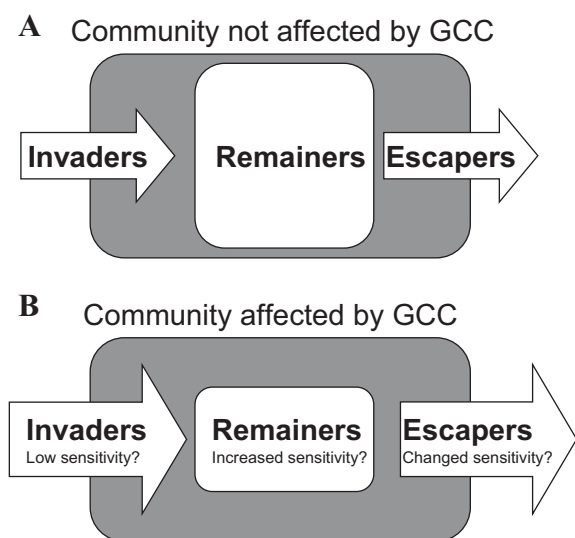 A Community not affected by GCC
Invaders Remainers Escapers
B
Community affected by GCC
Invaders Remainers Escapers
Low sensitivity? Increased sensitivity? Changed sensitivity?